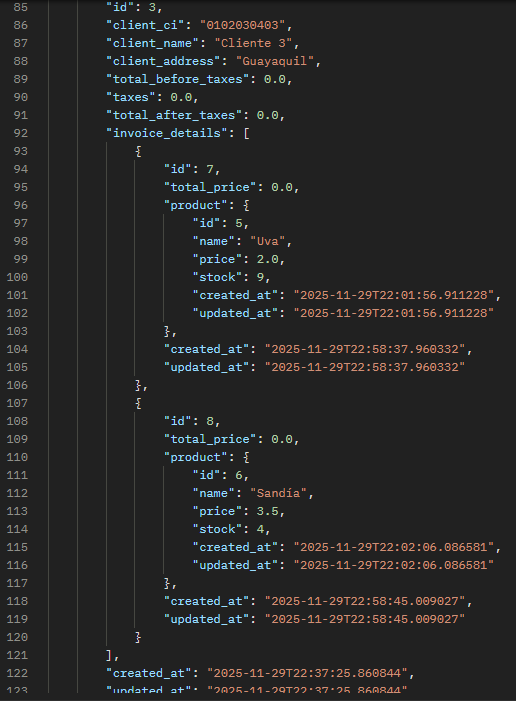 85 "id": 3,
86 "client_ci": "0102030403",
87 "client_name": "Cliente 3",
88 "client_address": "Guayaquil",
89 "total_before_taxes": 0.0,
90 "taxes": 0.0,
91 "total_after_taxes": 0.0,
92 "invoice_details": [
93 {
94 "id": 7,
95 "total_price": 0.0,
96 "product": {
97 "id": 5,
98 "name": "Uva",
99 "price": 2.0,
100 "stock": 9,
101 "created_at": "2025-11-29T22:01:56.911228",
102 "updated_at": "2025-11-29T22:01:56.911228"
103 },
104 "created_at": "2025-11-29T22:58:37.960332",
105 "updated_at": "2025-11-29T22:58:37.960332"
106 },
107 {
108 "id": 8,
109 "total_price": 0.0,
110 "product": {
111 "id": 6,
112 "name": "Sandía",
113 "price": 3.5,
114 "stock": 4,
115 "created_at": "2025-11-29T22:02:06.086581",
116 "updated_at": "2025-11-29T22:02:06.086581"
117 },
118 "created_at": "2025-11-29T22:58:45.009027",
119 "updated_at": "2025-11-29T22:58:45.009027"
120 }
121 ],
122 "created_at": "2025-11-29T22:37:25.860844",
123 "updated_at": "2025-11-29T22:37:25.860844"